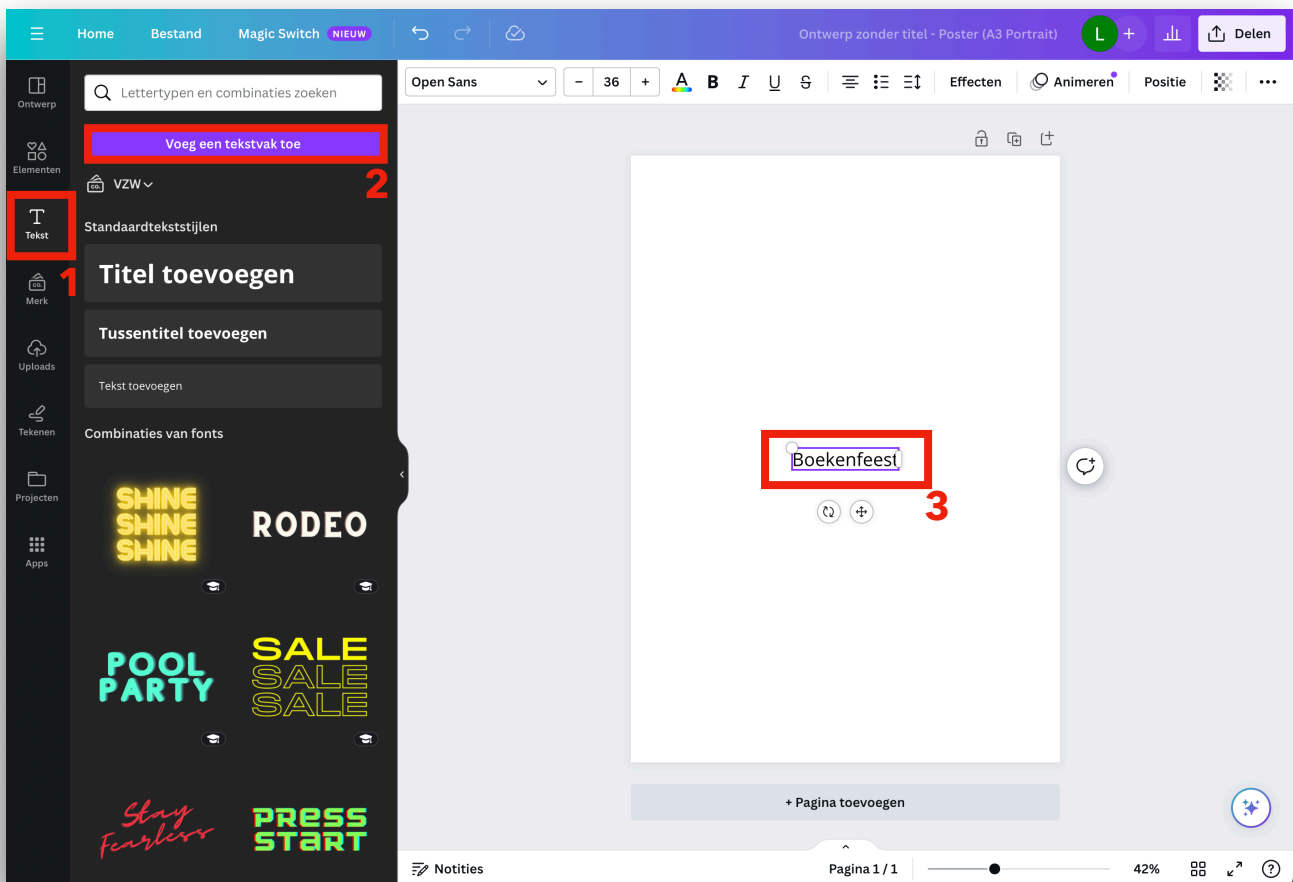 Home Bestand Magic Switch NIEUW Ontwerp zonder titel - Poster (A3 Portrait) L + Delen
Ontwerp
Elementen
Tekst
1
Merk
Uploads
Tekenen
Projecten
Apps
Lettertypen en combinaties zoeken
Voeg een tekstvak toe
2
CO. VZW
Standaardtekststijlen
Titel toevoegen
Tussentitel toevoegen
Tekst toevoegen
Combinaties van fonts
SHINE
SHINE
SHINE
RODEO
POOL
PARTY
SALE
SALE
SALE
Stay
Fearless
PRESS
START
Open Sans - 36 + A B I U S Effecten Animeren Positie
Boekenfeest
3
+ Pagina toevoegen
Notities Pagina 1 / 1 42% ?